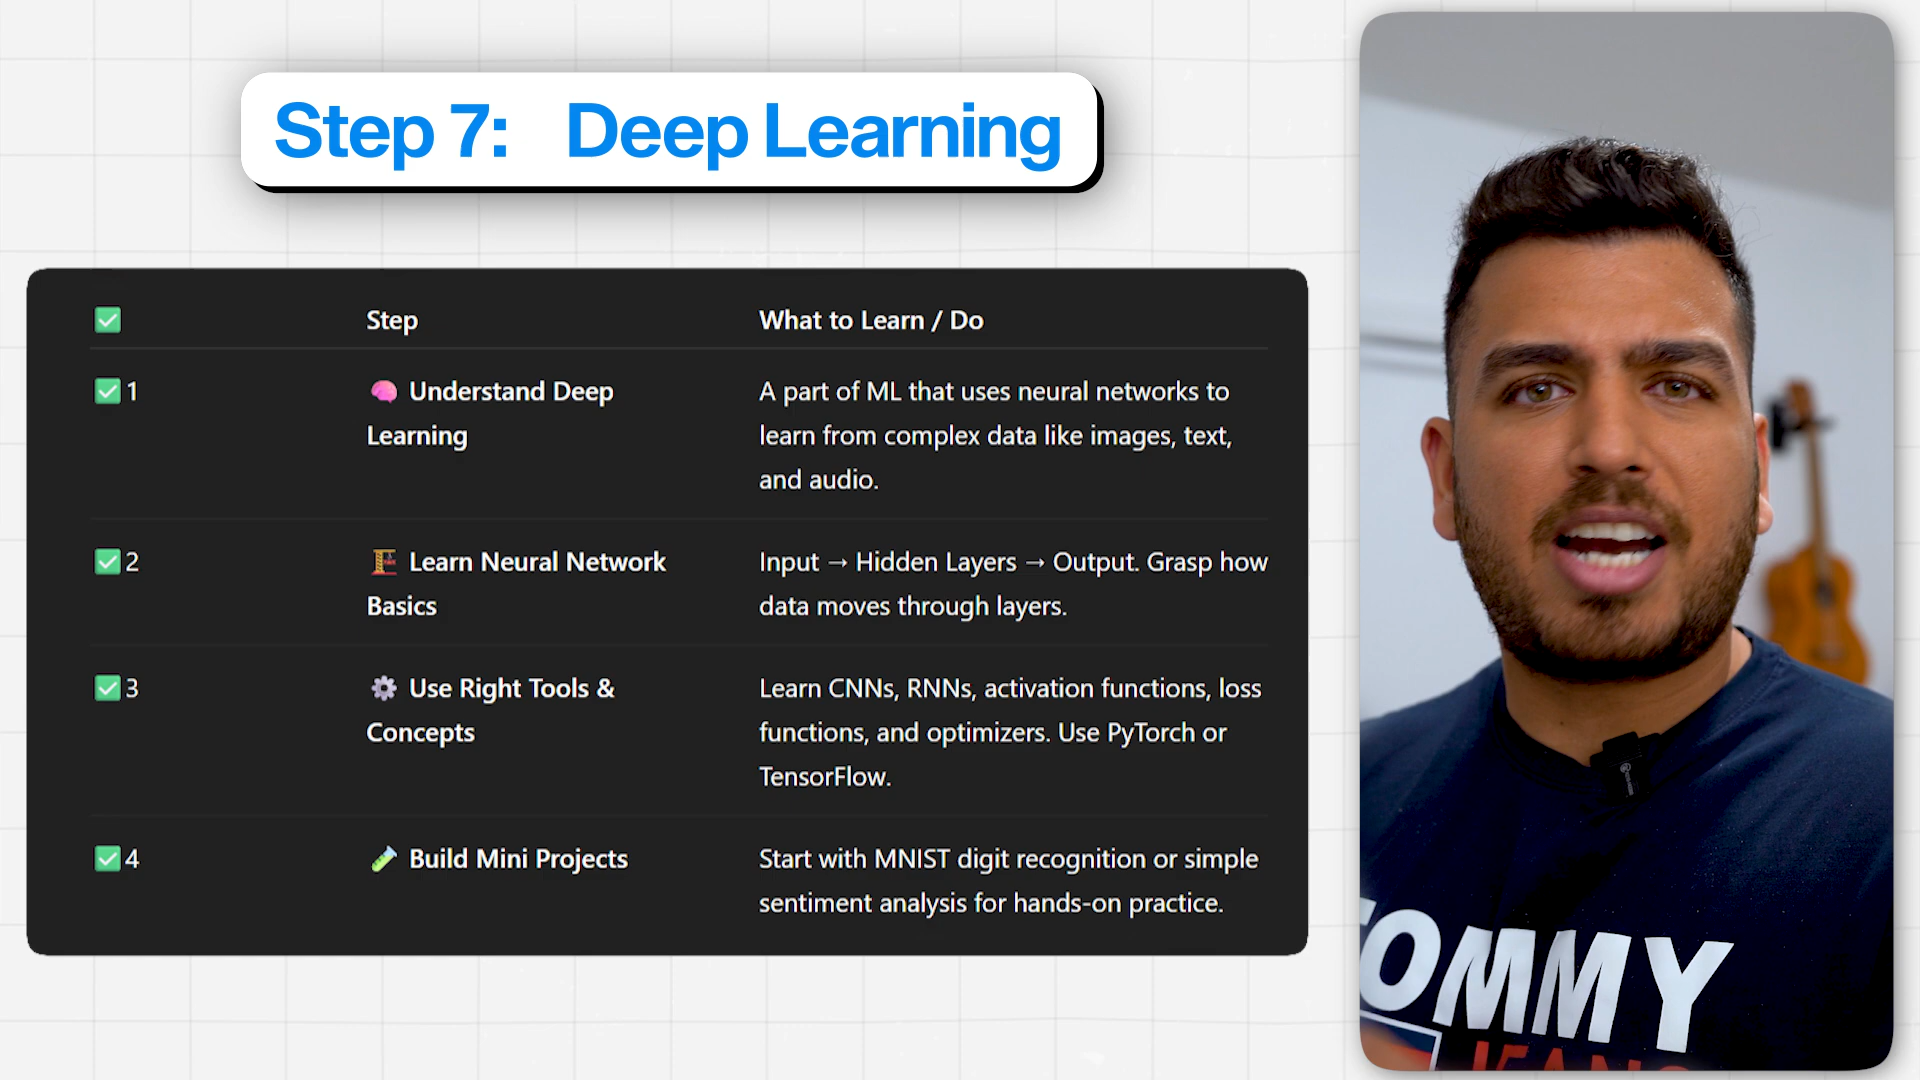 Step 7: Deep Learning
✅ Step What to Learn / Do
✅ 1 🧠 Understand Deep
Learning
A part of ML that uses neural networks to
learn from complex data like images, text,
and audio.
✅ 2 🏗️ Learn Neural Network
Basics
Input → Hidden Layers → Output. Grasp how
data moves through layers.
✅ 3 ⚙️ Use Right Tools &
Concepts
Learn CNNs, RNNs, activation functions, loss
functions, and optimizers. Use PyTorch or
TensorFlow.
✅ 4 🧪 Build Mini Projects
Start with MNIST digit recognition or simple
sentiment analysis for hands-on practice.
TOMMY
JEANS